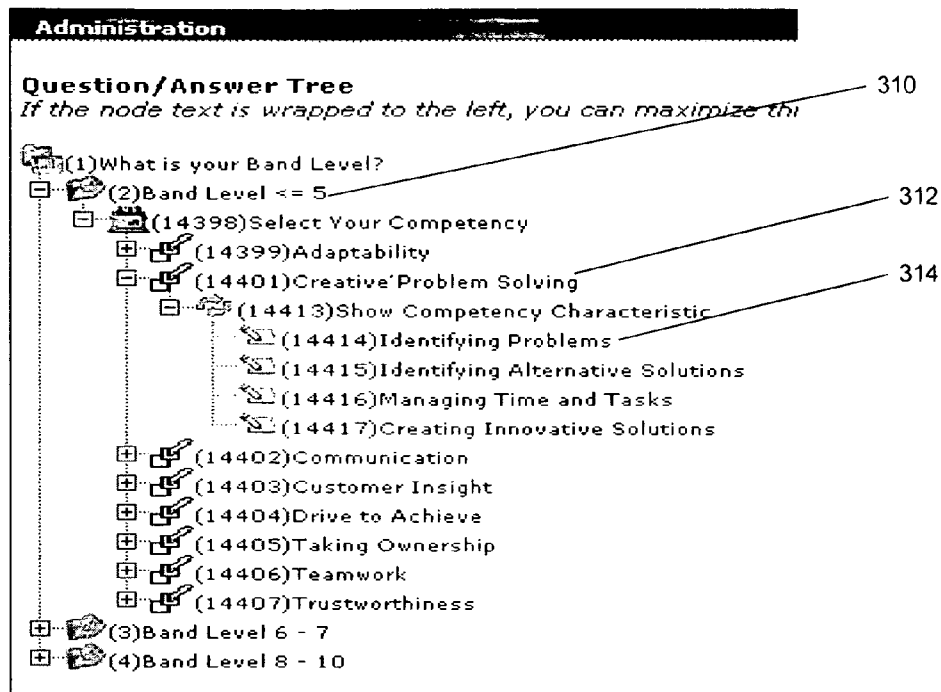 Administration
Question/Answer Tree
If the node text is wrapped to the left, you can maximize thi
310
(1)What is your Band Level?
(2)Band Level <= 5
312
(14398)Select Your Competency
(14399)Adaptability
314
(14401)Creative Problem Solving
(14413)Show Competency Characteristic
(14414)Identifying Problems
(14415)Identifying Alternative Solutions
(14416)Managing Time and Tasks
(14417)Creating Innovative Solutions
(14402)Communication
(14403)Customer Insight
(14404)Drive to Achieve
(14405)Taking Ownership
(14406)Teamwork
(14407)Trustworthiness
(3)Band Level 6 - 7
(4)Band Level 8 - 10